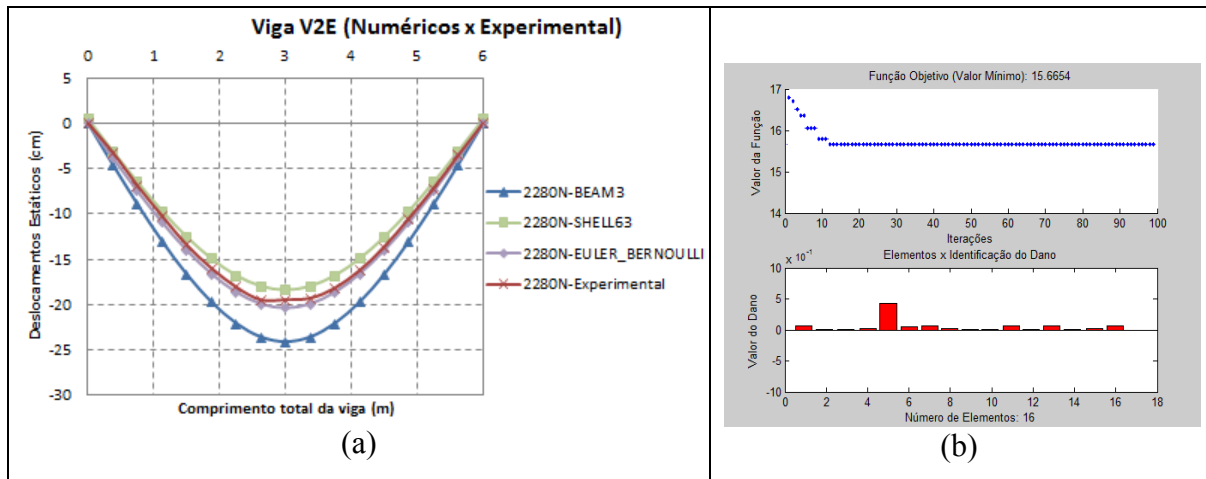 Viga V2E (Numéricos x Experimental)
0 1 2 3 4 5 6
5
0
-5
-10
-15
-20
-25
-30
Deslocamentos Estáticos (cm)
Comprimento total da viga (m)
2280N-BEAM3
2280N-SHELL63
2280N-EULER_BERNOULLI
2280N-Experimental
(a)
Função Objetivo (Valor Mínimo): 15.6654
17
16
15
14
Valor da Função
0 10 20 30 40 50 60 70 80 90 100
Iterações
Elementos x Identificação do Dano
x 10
10
5
0
-5
-10
Valor do Dano
0 2 4 6 8 10 12 14 16 18
Número de Elementos: 16
(b)